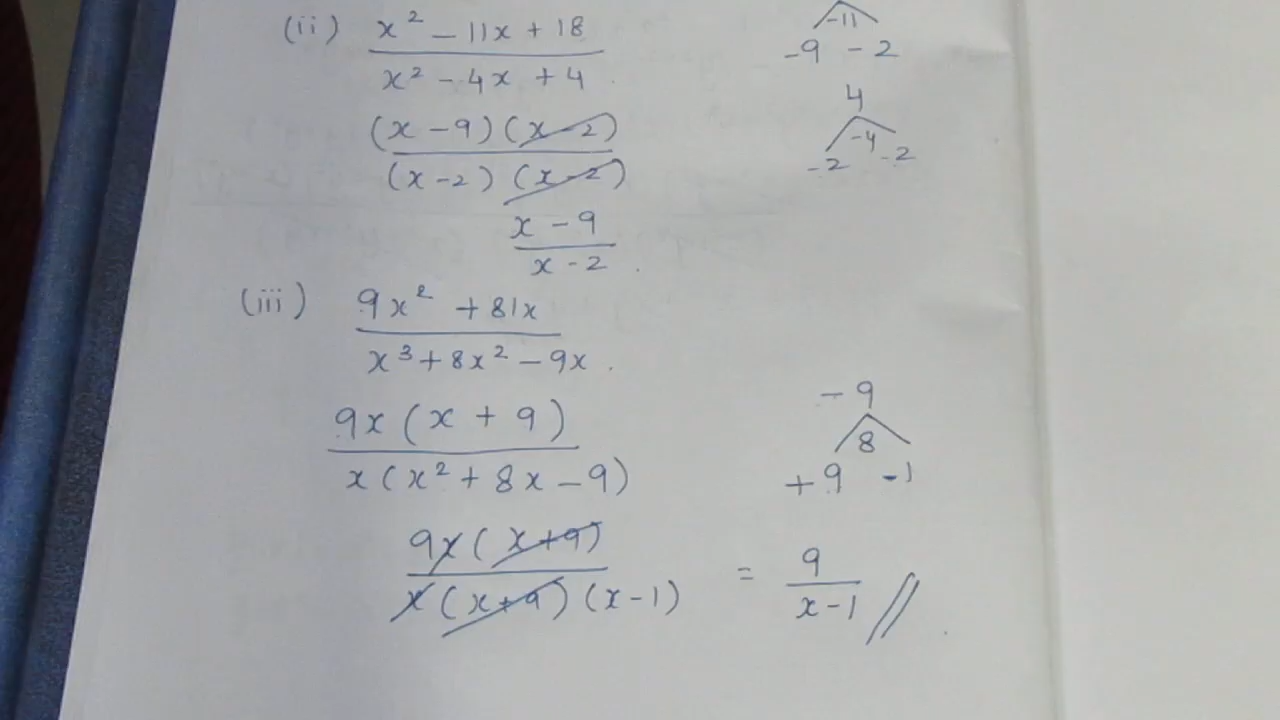 (ii) x² - 11x + 18
x² - 4x + 4
-11
-9 -2
4
-4
-2 -2
(x - 9) (x - 2)
(x - 2) (x - 2)
x - 9
x - 2 .
(iii) 9x² + 81x
x³ + 8x² - 9x .
9x (x + 9)
x (x² + 8x - 9)
- 9
8
+9 -1
9x (x+9)
x (x+9) (x-1)
= 9
x-1 //